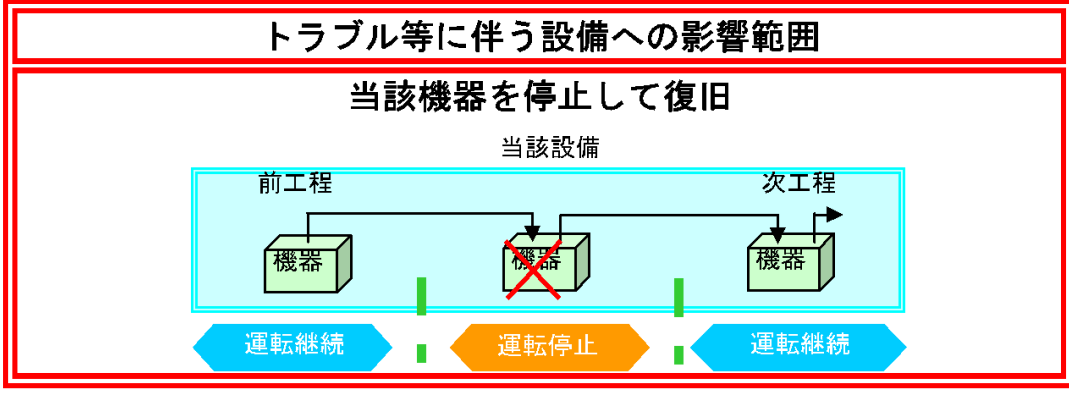 トラブル等に伴う設備への影響範囲
当該機器を停止して復旧
当該設備
前工程
次工程
機器
機器
機器
運転継続
運転停止
運転継続